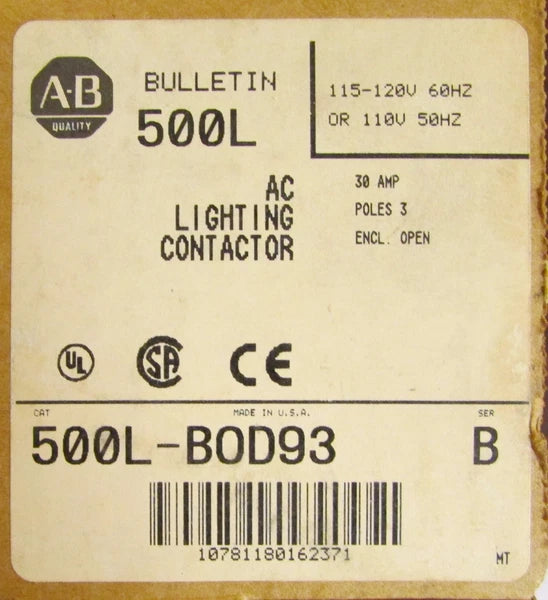 A-B
QUALITY
BULLETIN
500L
115-120V 60HZ
OR 110V 50HZ
AC
LIGHTING
CONTACTOR
30 AMP
POLES 3
ENCL. OPEN
UL
SA
CE
CAT
MADE IN U.S.A.
SER
500L-BOD93
B
10781180162371
MT